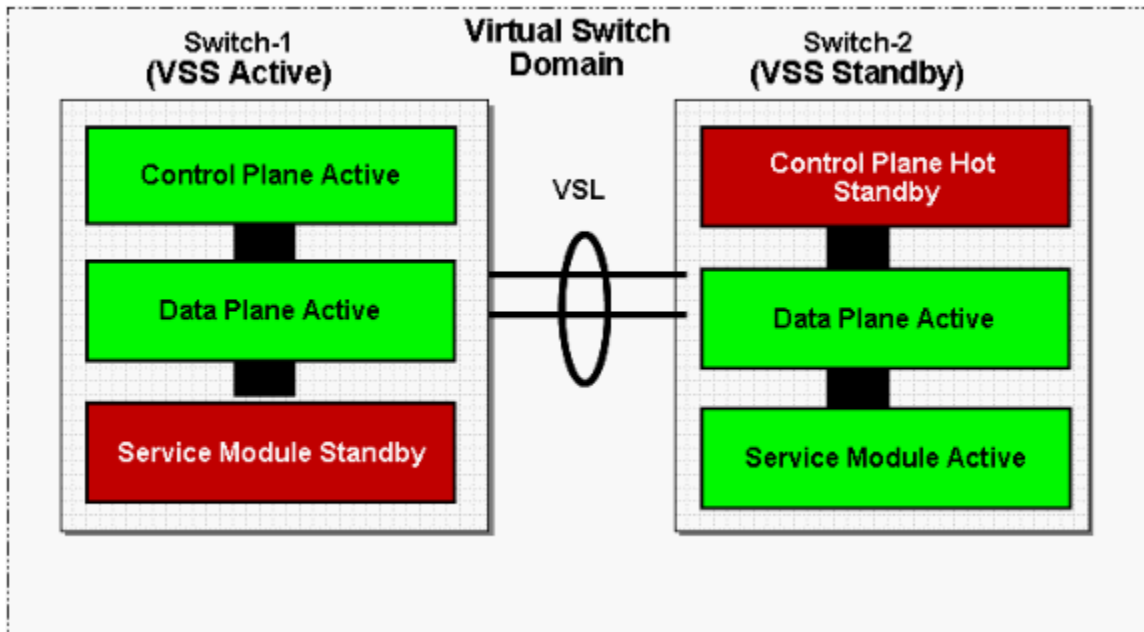 Virtual Switch
Domain
Switch-1
(VSS Active)
Control Plane Active
Data Plane Active
Service Module Standby
VSL
Switch-2
(VSS Standby)
Control Plane Hot
Standby
Data Plane Active
Service Module Active